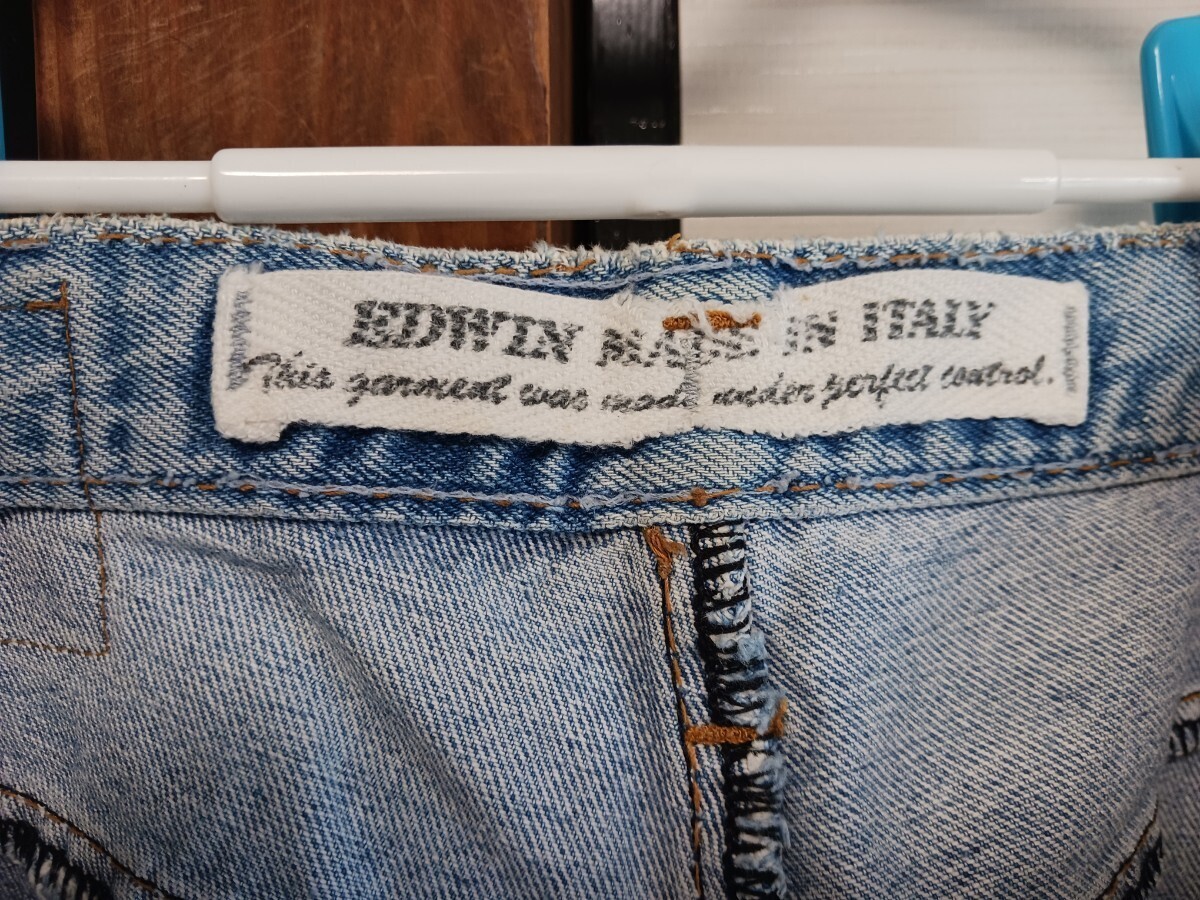 EDWIN MADE IN ITALY
This garment was made under perfect control.